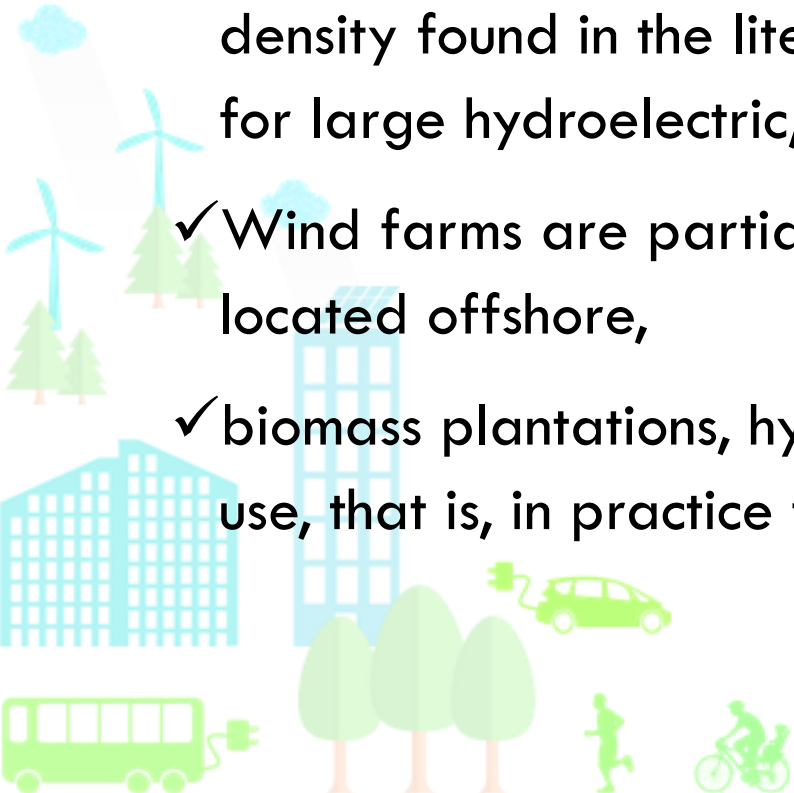 density found in the lite
for large hydroelectric,
✓Wind farms are partia
located offshore,
✓biomass plantations, hy
use, that is, in practice